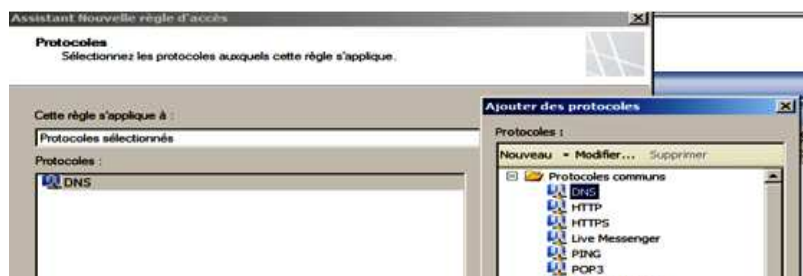 Assistant Nouvelle règle d'accès
Protocoles
Sélectionnez les protocoles auxquels cette règle s'applique.
Cette règle s'applique à :
Protocoles sélectionnés
Protocoles :
DNS
Ajouter des protocoles
Protocoles :
Nouveau Modifier... Supprimer
Protocoles communs
DNS
HTTP
HTTPS
Live Messenger
PING
POP3